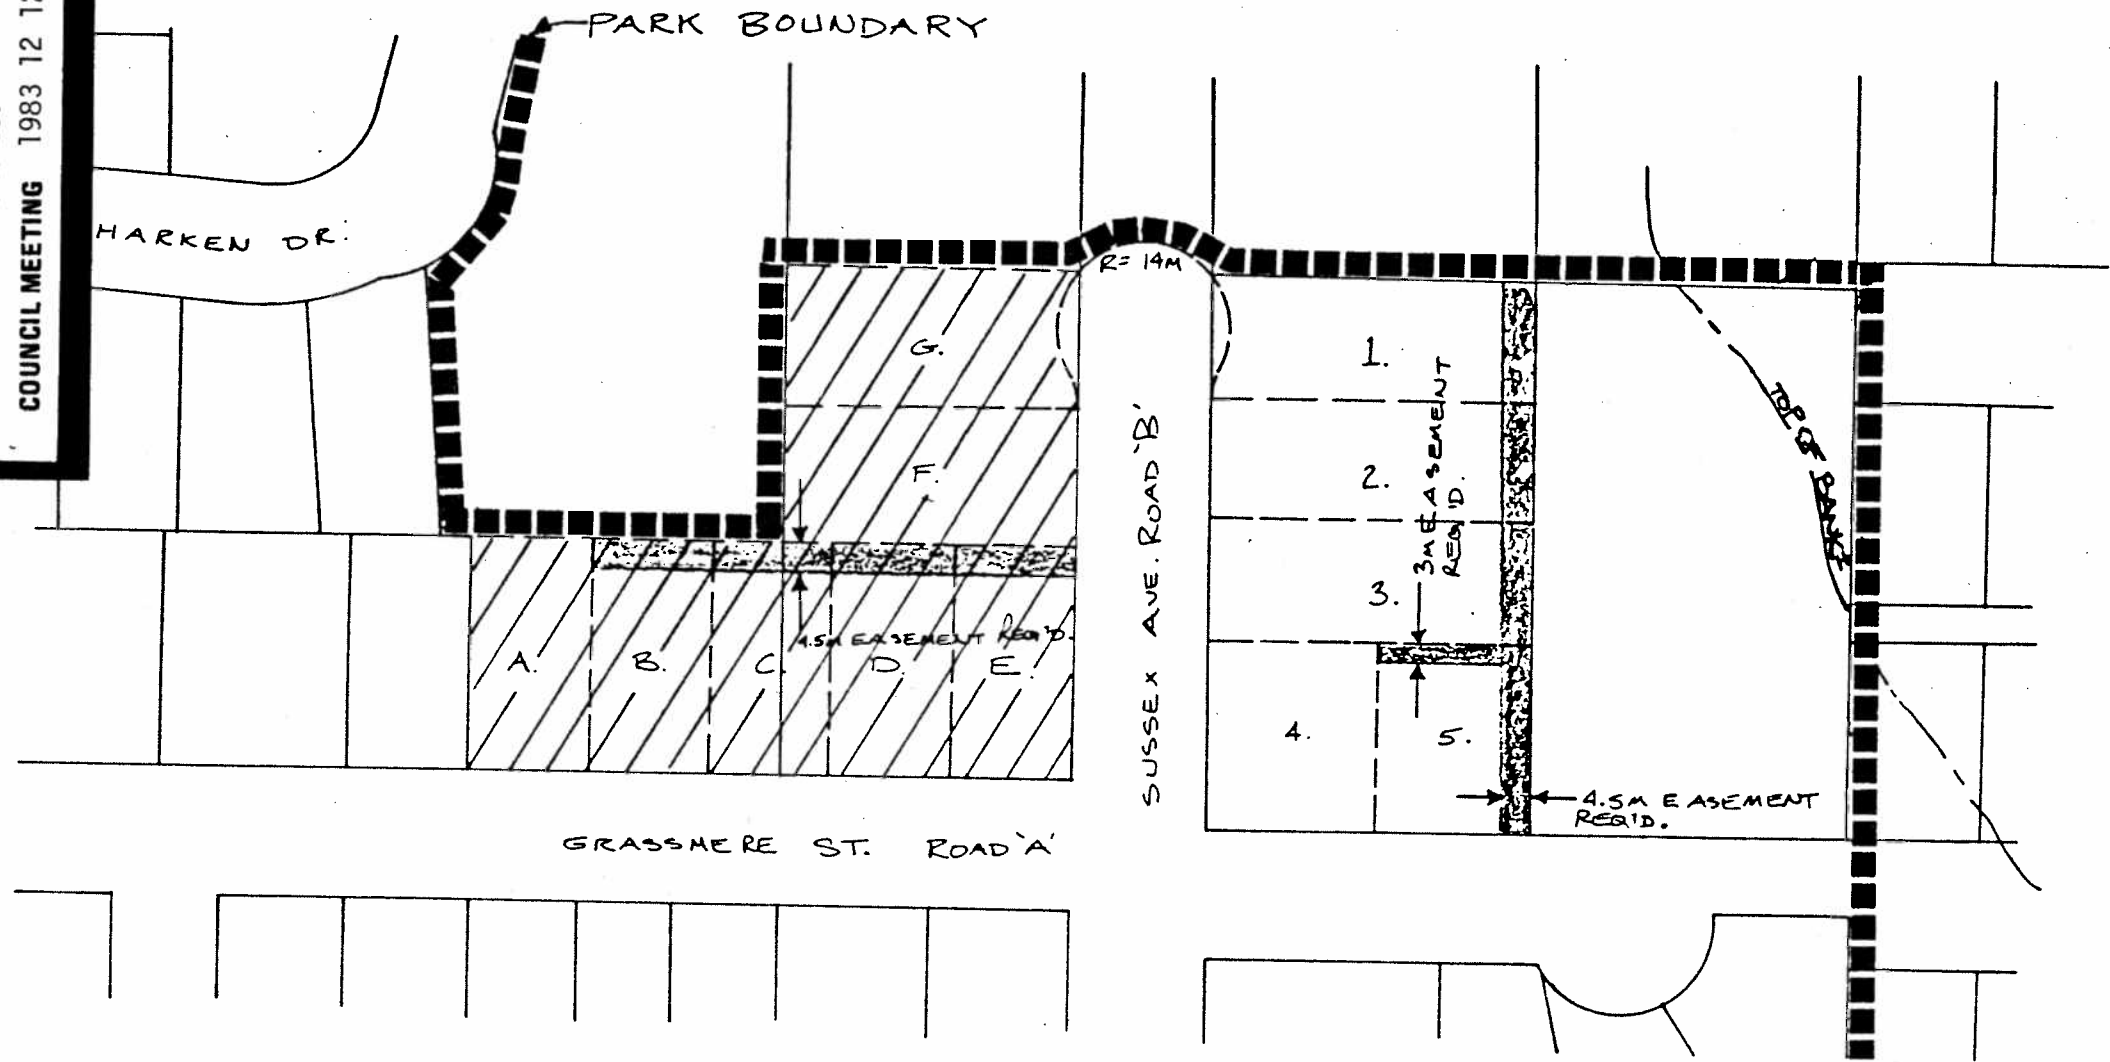 COUNCIL MEETING 1983 12
PARK BOUNDARY
HARKEN DR.
R= 14M
G.
F.
4.5M EASEMENT REQ'D.
A.
B.
C.
D.
E.
SUSSEX AVE. ROAD 'B'
1.
2.
3.
3M EASEMENT
REQ'D.
4.
5.
4.5M EASEMENT
REQ'D.
TOP OF BANK
GRASSMERE ST. ROAD 'A'